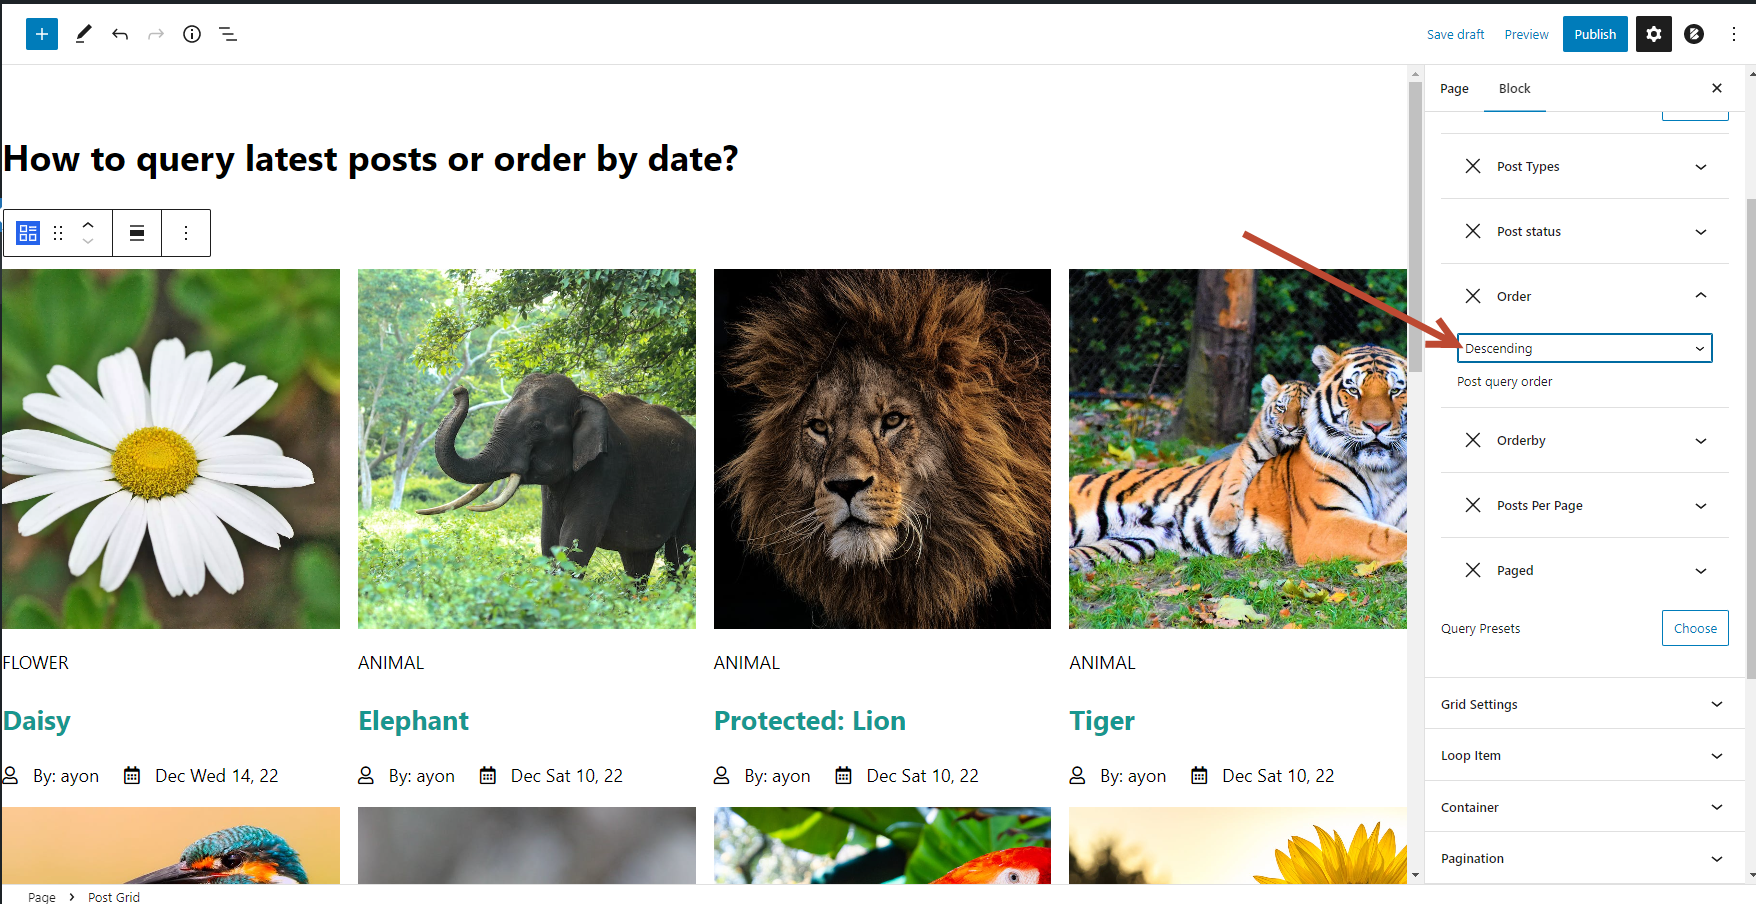 Save draft Preview Publish
Page Block
How to query latest posts or order by date?
Post Types
Post status
Order
Descending
Post query order
Orderby
Posts Per Page
Paged
Query Presets Choose
FLOWER ANIMAL ANIMAL ANIMAL
Daisy Elephant Protected: Lion Tiger
By: ayon Dec Wed 14, 22 By: ayon Dec Sat 10, 22 By: ayon Dec Sat 10, 22 By: ayon Dec Sat 10, 22
Grid Settings
Loop Item
Container
Pagination
Page Post Grid